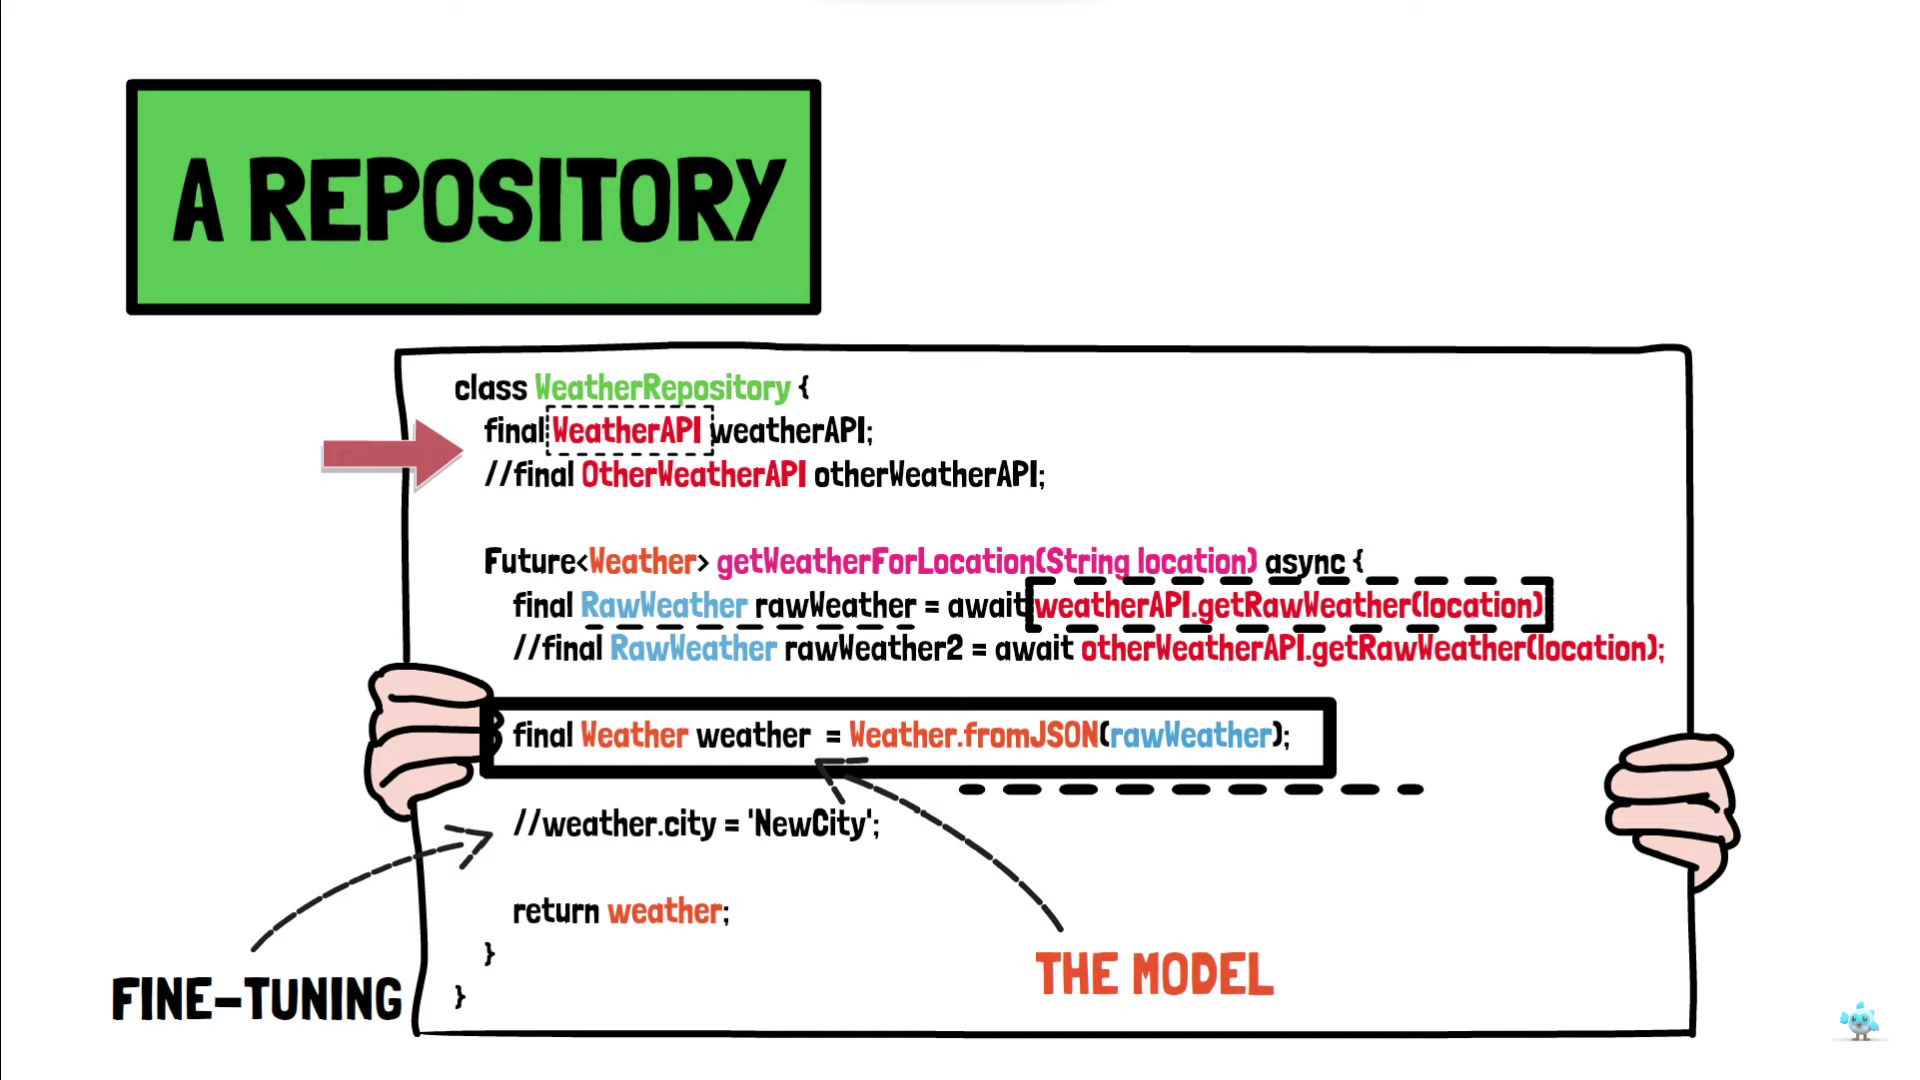 A REPOSITORY
class WeatherRepository {
final WeatherAPI weatherAPI;
//final OtherWeatherAPI otherWeatherAPI;
Future<Weather> getWeatherForLocation(String location) async {
final RawWeather rawWeather = await weatherAPI.getRawWeather(location)
//final RawWeather rawWeather2 = await otherWeatherAPI.getRawWeather(location);
final Weather weather = Weather.fromJSON(rawWeather);
//weather.city = 'NewCity';
return weather;
}
}
FINE-TUNING
THE MODEL